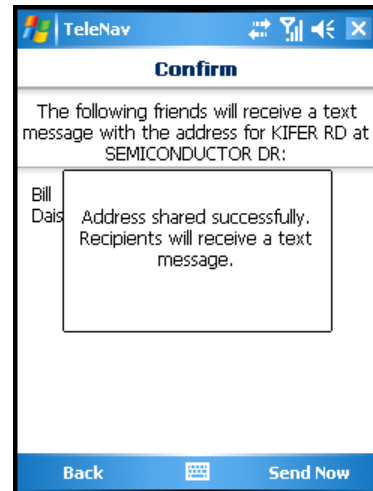 TeleNav
Confirm
The following friends will receive a text
message with the address for KIFER RD at
SEMICONDUCTOR DR:
Bill
Dais
Address shared successfully.
Recipients will receive a text
message.
Back
Send Now